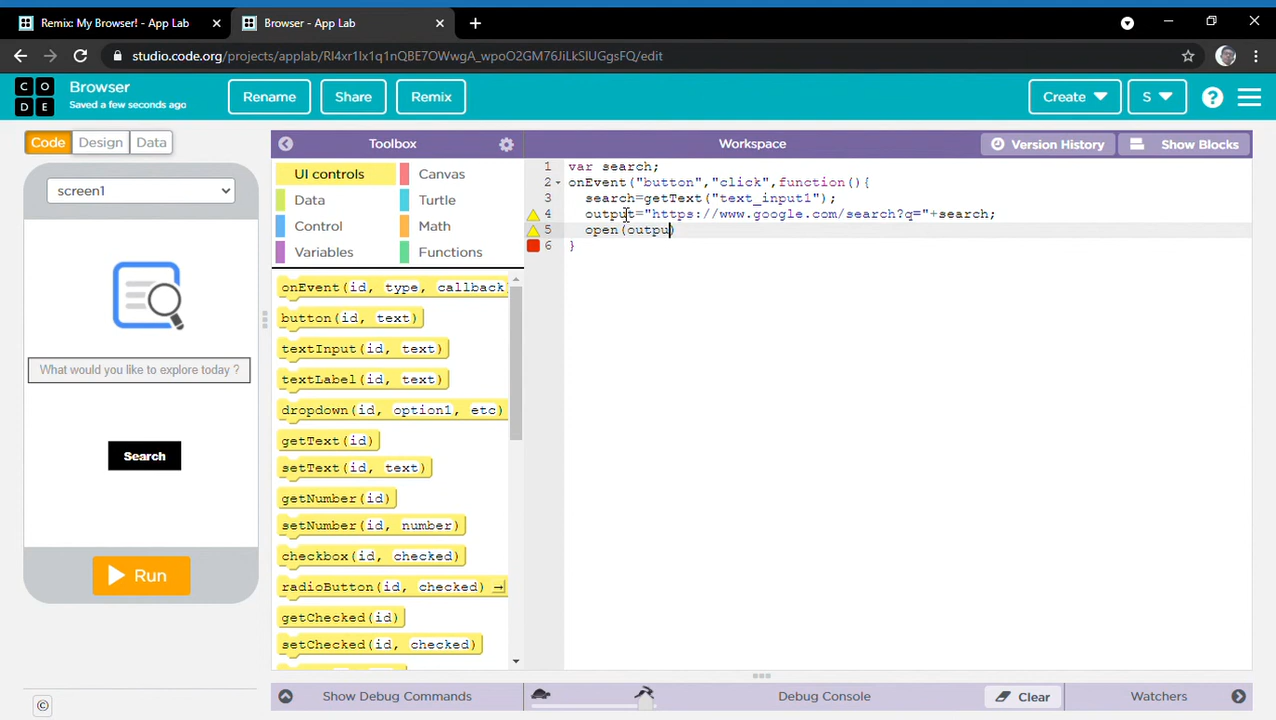 Remix: My Browser! - App Lab
Browser - App Lab
studio.code.org/projects/applab/RI4xr1Ix1q1nQBE7OWwgA_wpoO2GM76JiLkSIUGgsFQ/edit
C O D E
Browser
Saved a few seconds ago
Rename
Share
Remix
Create
S
Code
Design
Data
Toolbox
Workspace
Version History
Show Blocks
screen1
What would you like to explore today ?
Search
Run
UI controls
Canvas
Data
Turtle
Control
Math
Variables
Functions
onEvent(id, type, callback)
button(id, text)
textInput(id, text)
textLabel(id, text)
dropdown(id, option1, etc)
getText(id)
setText(id, text)
getNumber(id)
setNumber(id, number)
checkbox(id, checked)
radioButton(id, checked)
getChecked(id)
setChecked(id, checked)
1 var search;
2 onEvent("button","click",function(){
3 search=getText("text_input1");
4 output="https://www.google.com/search?q="+search;
5 open(outpu)
6 }
Show Debug Commands
Debug Console
Clear
Watchers
©